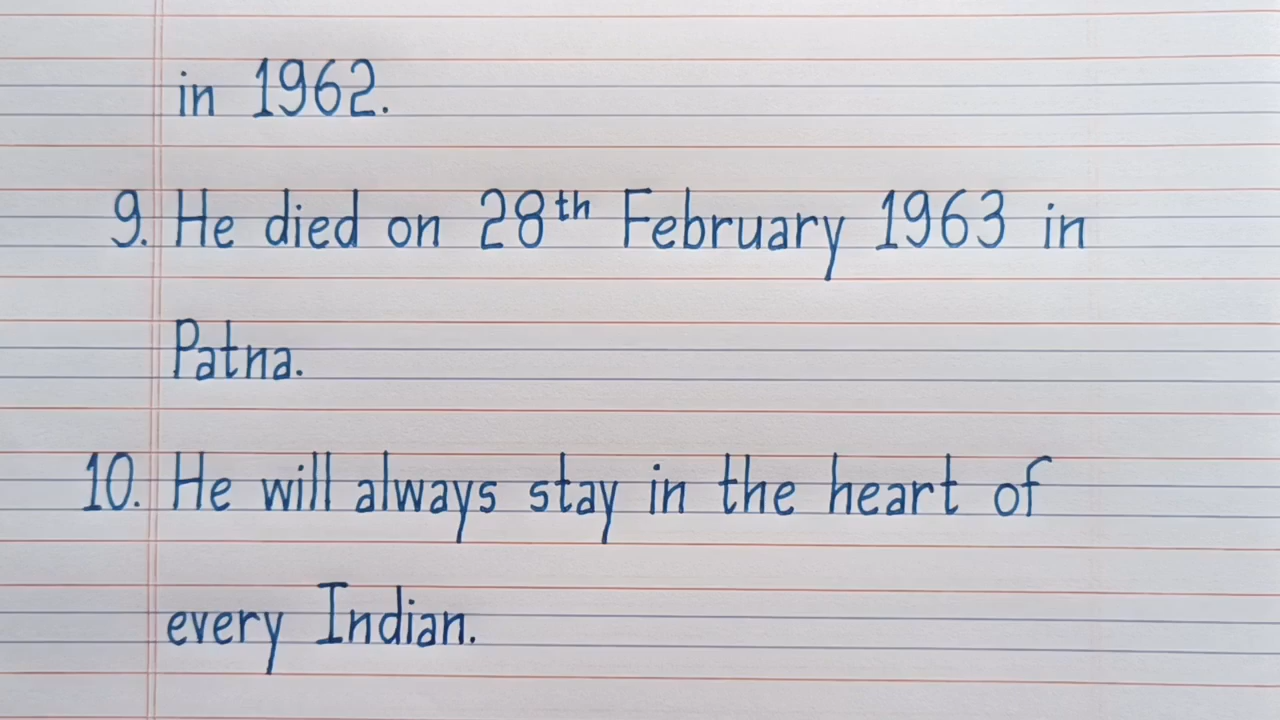 in 1962.
9. He died on 28th February 1963 in
Patna.
10. He will always stay in the heart of
every Indian.